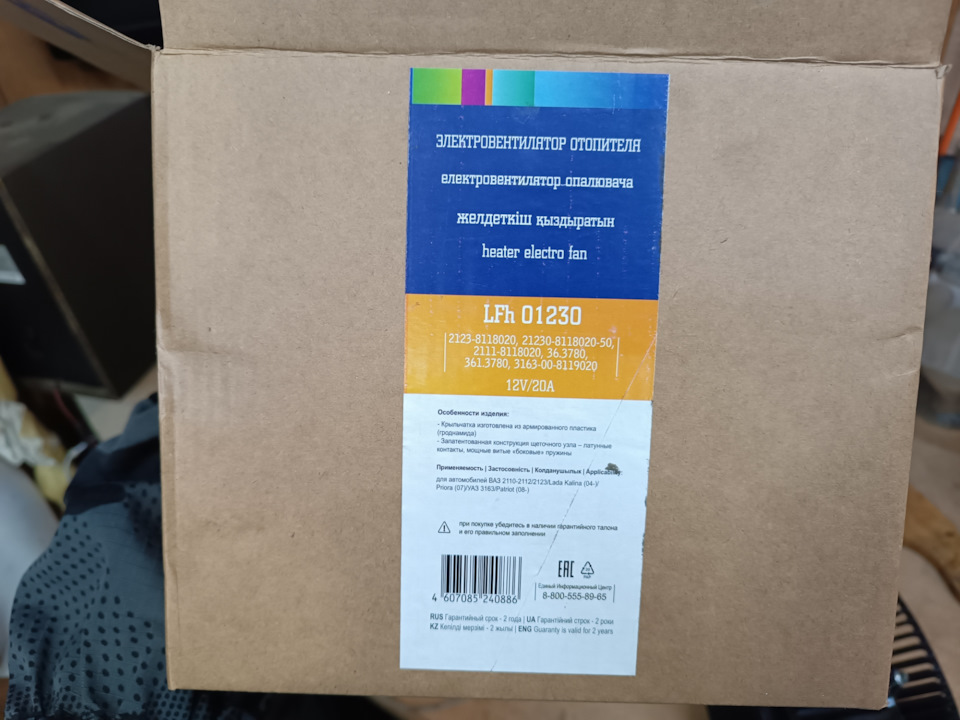 ЭЛЕКТРОВЕНТИЛЯТОР ОТОПИТЕЛЯ
електровентилятор опалювача
желдеткіш қыздыратын
heater electro fan
LFh 01230
2123-8118020, 21230-8118020-50,
2111-8118020, 36.3780,
361.3780, 3163-00-8119020
12V/20A
Особенности изделия:
- Крыльчатка изготовлена из армированного пластика
(гроднамида)
- Запатентованная конструкция щеточного узла – латунные
контакты, мощные витые «боковые» пружины
Применяемость | Застосовність | Колданушылык | Applicability:
для автомобилей ВАЗ 2110-2112/2123/Lada Kalina (04-)/
Priora (07)/УАЗ 3163/Patriot (08-)
при покупке убедитесь в наличии гарантийного талона
и его правильном заполнении
EAC
Единый Информационный Центр
8-800-555-89-65
4 607085 240886
RUS Гарантийный срок - 2 года | UA Гарантійний строк - 2 роки
KZ Кепілді мерзімі - 2 жылы | ENG Guaranty is valid for 2 years